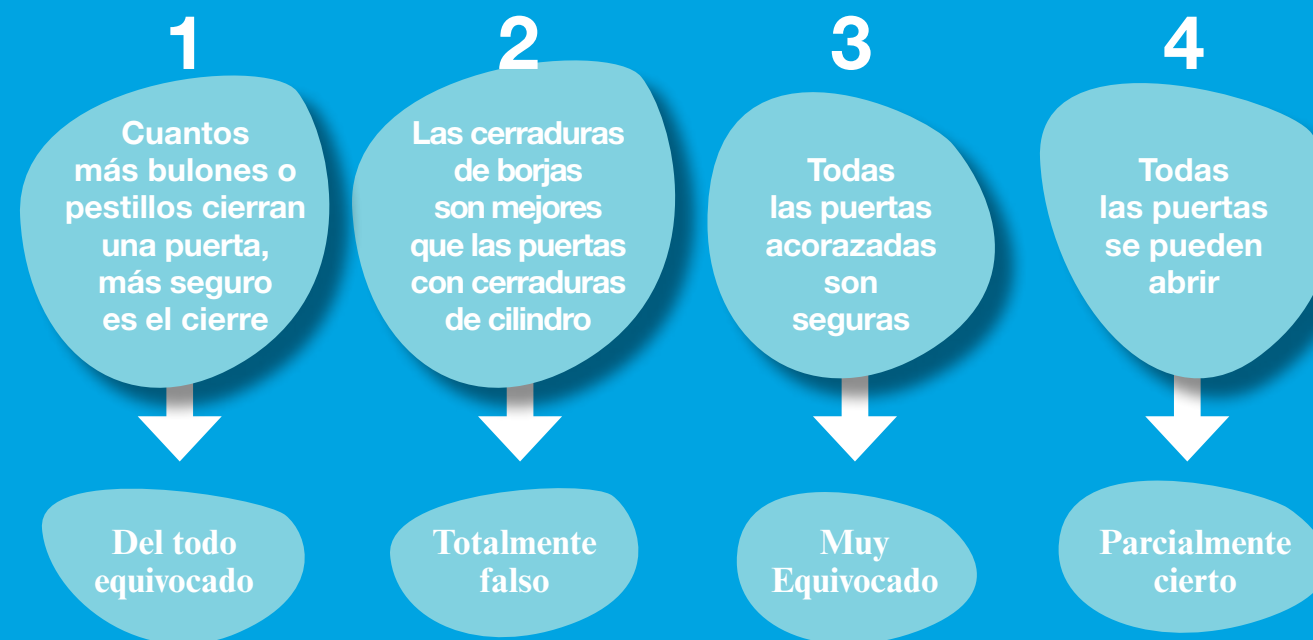 1
Cuantos
más bulones o
pestillos cierran
una puerta,
más seguro
es el cierre
Del todo
equivocado
2
Las cerraduras
de borjas
son mejores
que las puertas
con cerraduras
de cilindro
Totalmente
falso
3
Todas
las puertas
acorazadas
son
seguras
Muy
Equivocado
4
Todas
las puertas
se pueden
abrir
Parcialmente
cierto